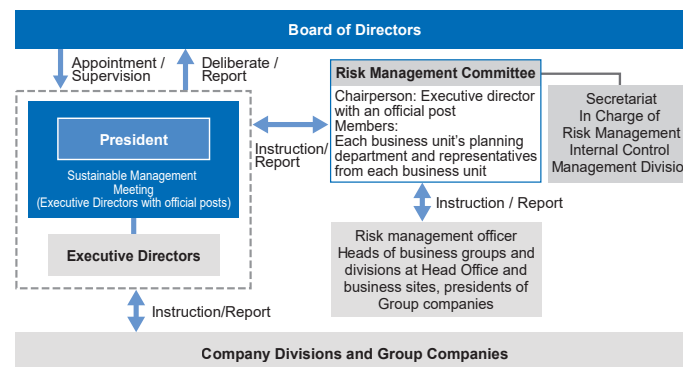 Board of Directors
Appointment /
Supervision
Deliberate /
Report
President
Sustainable Management
Meeting
(Executive Directors with official posts)
Executive Directors
Instruction/
Report
Risk Management Committee
Chairperson: Executive director
with an official post
Members:
Each business unit's planning
department and representatives
from each business unit
Secretariat
In Charge of
Risk Management
Internal Control
Management Divisio
Instruction / Report
Risk management officer
Heads of business groups and
divisions at Head Office and
business sites, presidents of
Group companies
Instruction/Report
Company Divisions and Group Companies